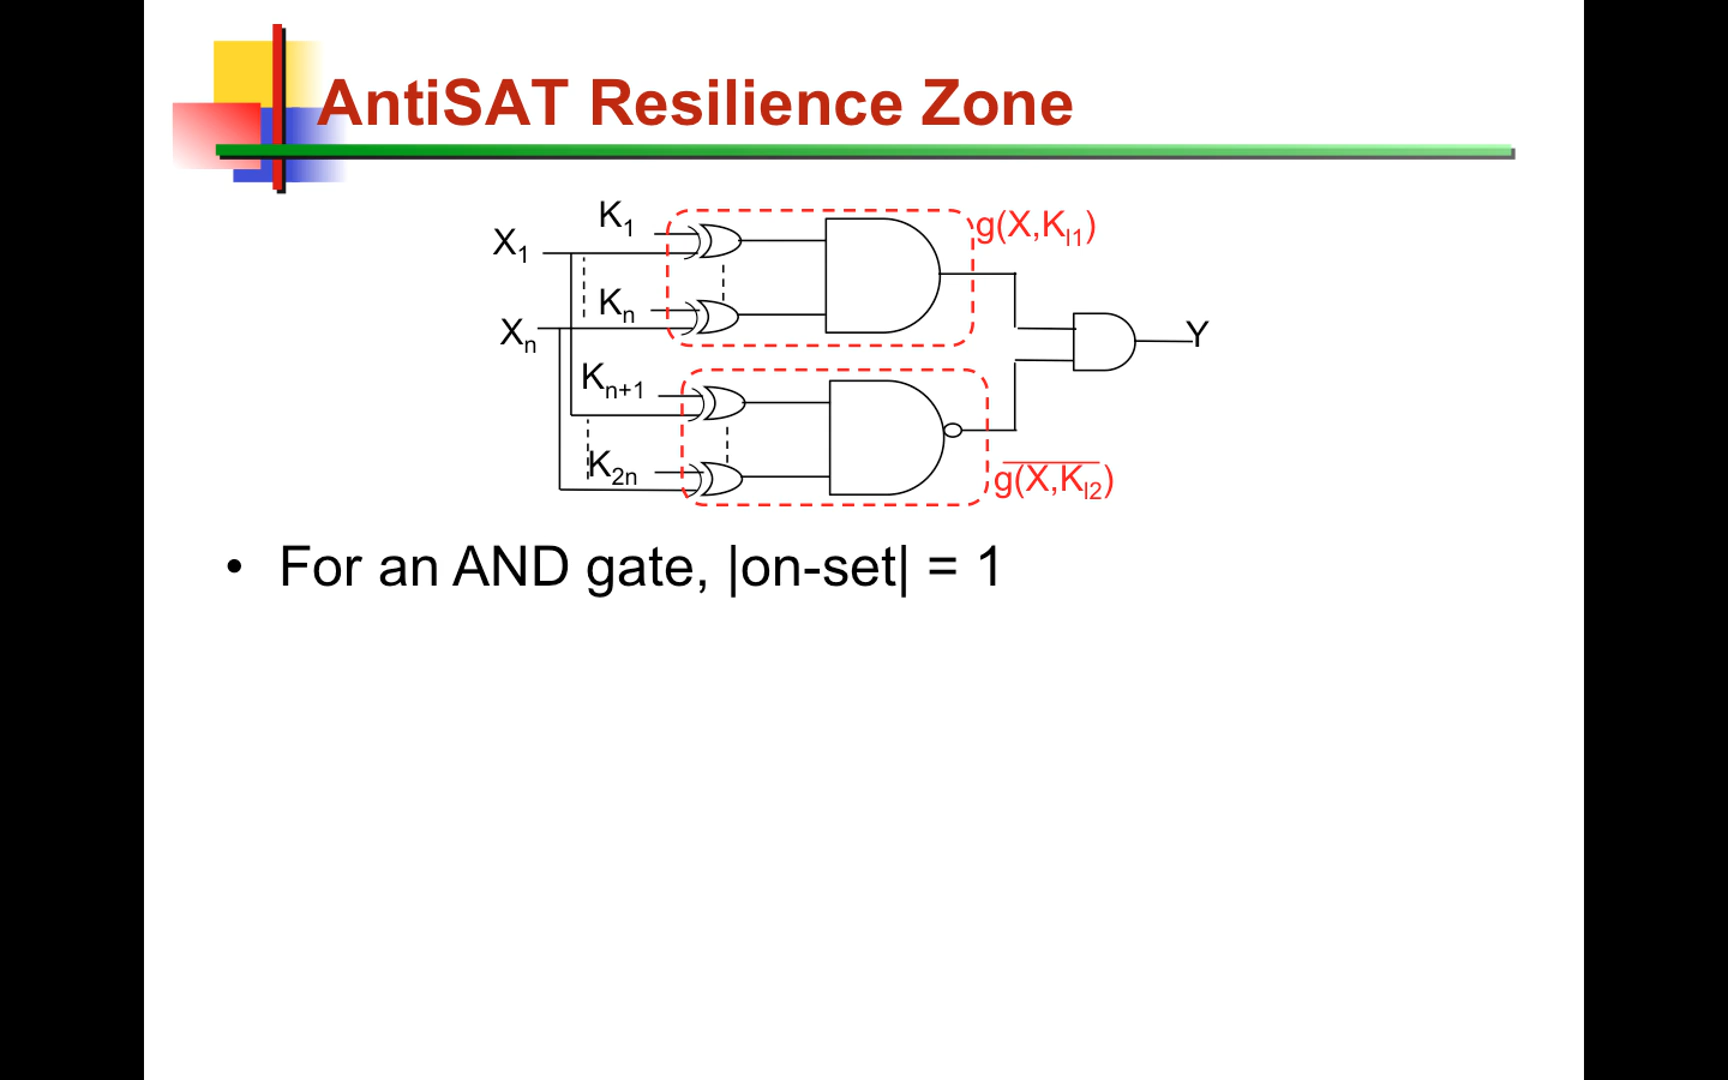 AntiSAT Resilience Zone
K1
g(X,Kl1)
X1
Kn
Xn
Y
Kn+1
K2n
g(X,Kl2)
• For an AND gate, |on-set| = 1